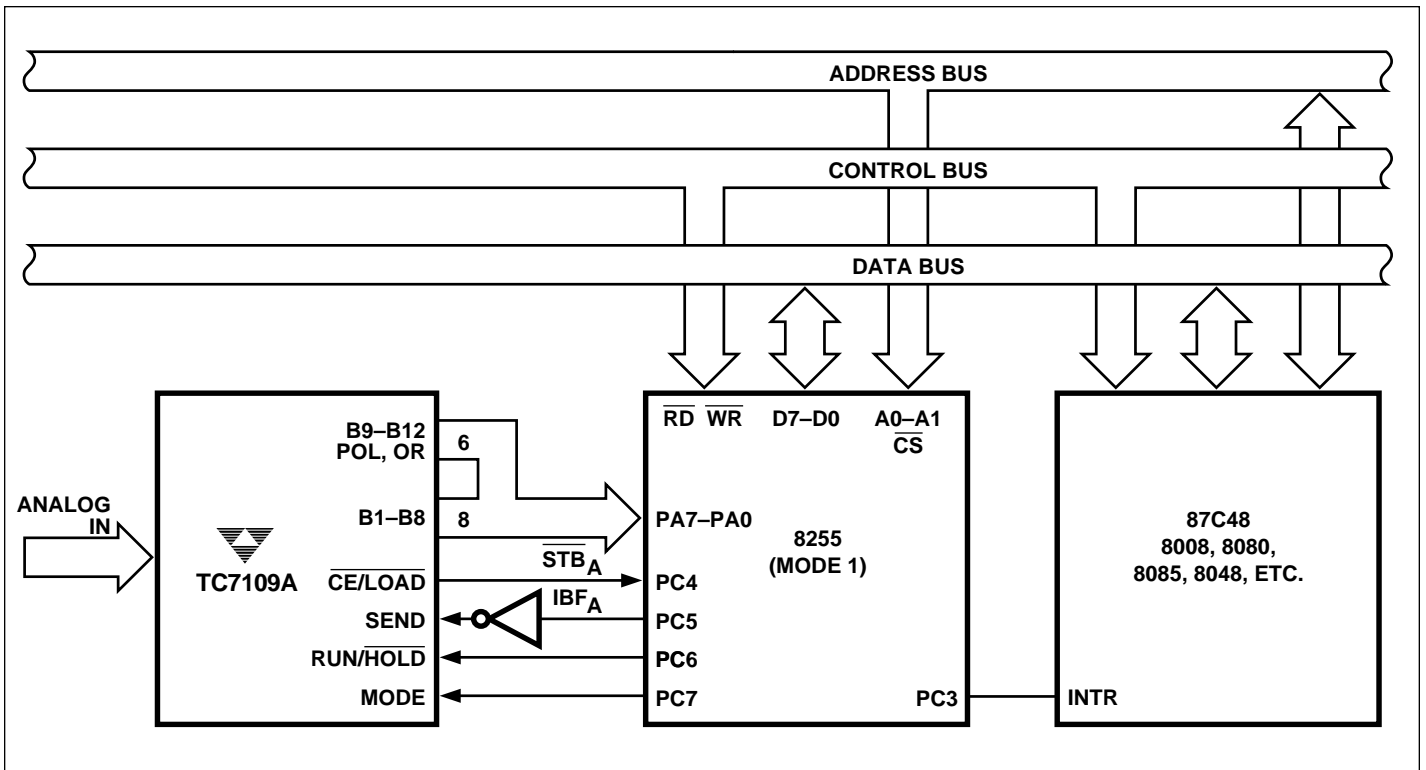 ADDRESS BUS
CONTROL BUS
DATA BUS
ANALOG
IN
TC7109A
B9–B12
POL, OR
6
B1–B8
8
CE/LOAD
SEND
RUN/HOLD
MODE
STB A
IBF A
RD WR D7–D0 A0–A1
CS
PA7–PA0
8255
(MODE 1)
PC4
PC5
PC6
PC7
PC3
87C48
8008, 8080,
8085, 8048, ETC.
INTR